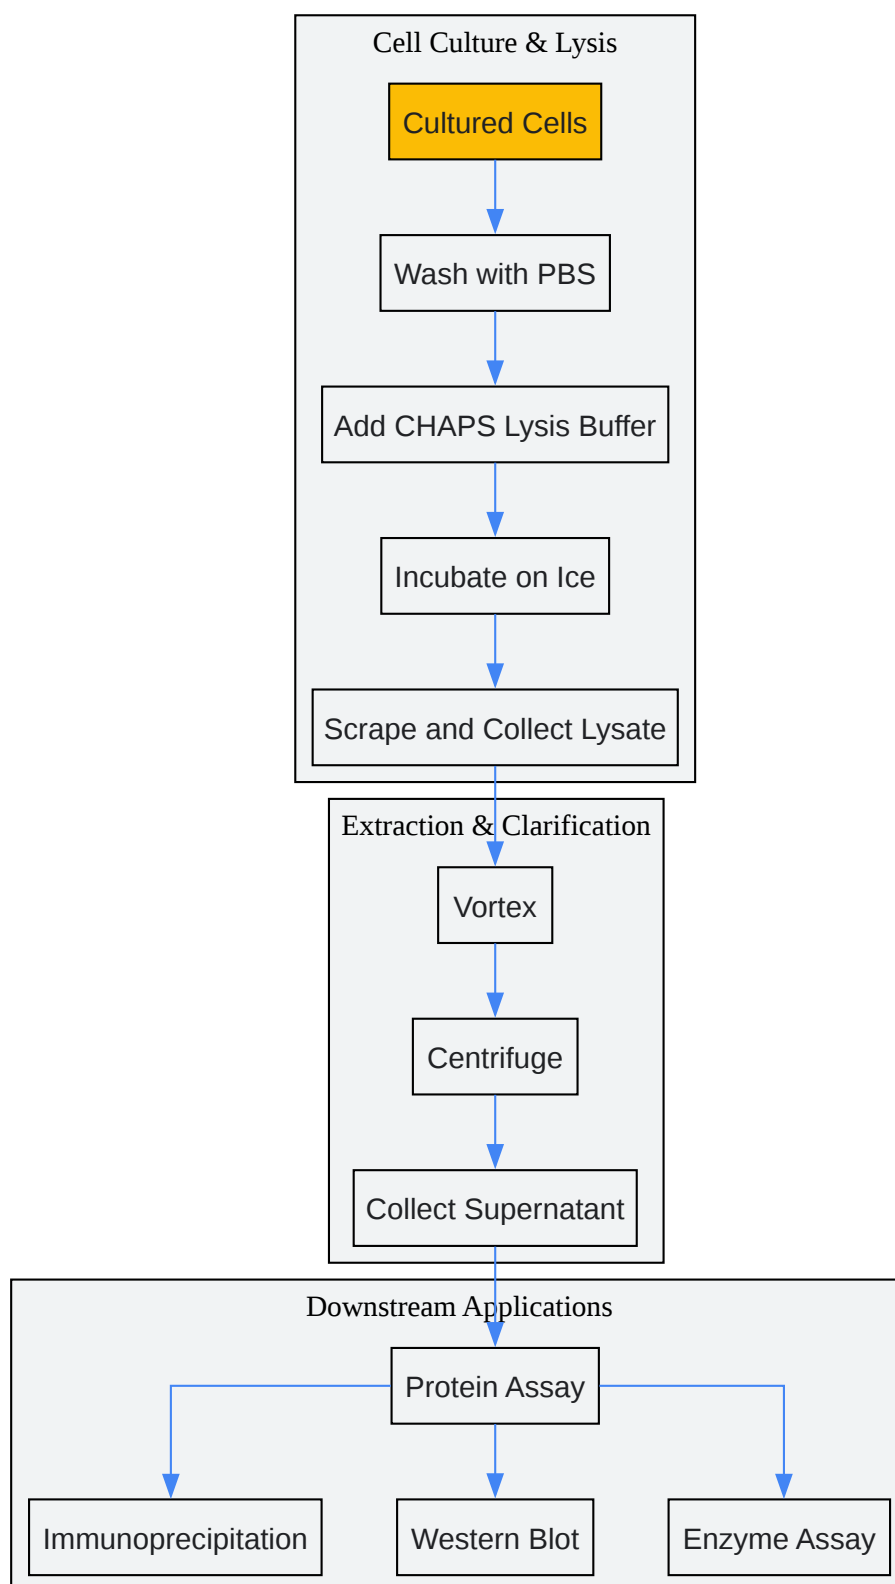 Cell Culture & Lysis
Cultured Cells
Wash with PBS
Add CHAPS Lysis Buffer
Incubate on Ice
Scrape and Collect Lysate
Extraction & Clarification
Vortex
Centrifuge
Collect Supernatant
Downstream Applications
Protein Assay
Immunoprecipitation
Western Blot
Enzyme Assay